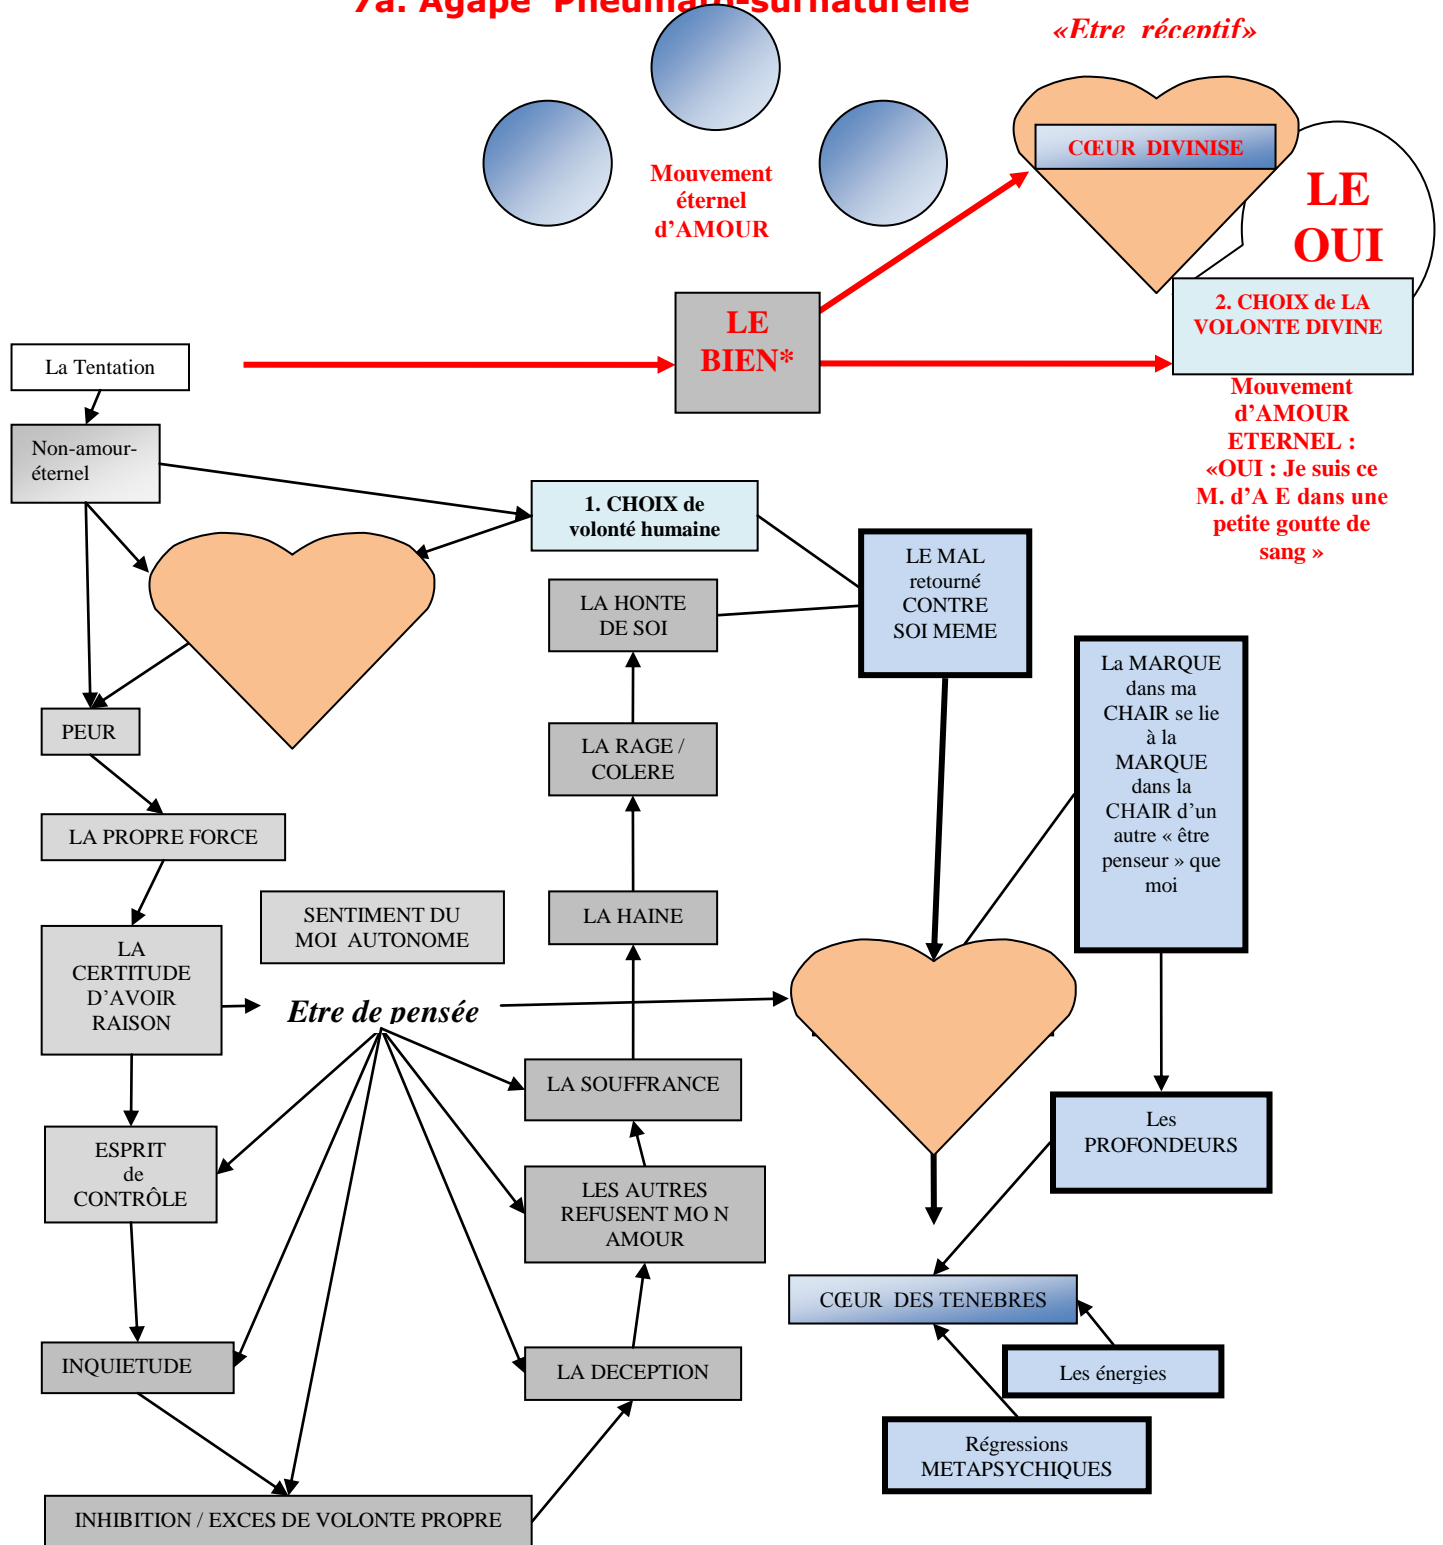 7a. Agapè Pneumato-surnaturelle
«Etre réceptif»
CŒUR DIVINISE
LE
OUI
Mouvement
éternel
d’AMOUR
LE
BIEN*
2. CHOIX de LA
VOLONTE DIVINE
Mouvement
d’AMOUR
ETERNEL :
«OUI : Je suis ce
M. d’A E dans une
petite goutte de
sang »
La Tentation
Non-amour-
éternel
1. CHOIX de
volonté humaine
LE MAL
retourné
CONTRE
SOI MEME
LA HONTE
DE SOI
La MARQUE
dans ma
CHAIR se lie
à la
MARQUE
dans la
CHAIR d’un
autre « être
penseur » que
moi
PEUR
LA RAGE /
COLERE
LA PROPRE FORCE
SENTIMENT DU
MOI AUTONOME
LA HAINE
LA
CERTITUDE
D’AVOIR
RAISON
Etre de pensée
LA SOUFFRANCE
Les
PROFONDEURS
ESPRIT
de
CONTRÔLE
LES AUTRES
REFUSENT MO N
AMOUR
CŒUR DES TENEBRES
INQUIETUDE
LA DECEPTION
Les énergies
Régressions
METAPSYCHIQUES
INHIBITION / EXCES DE VOLONTE PROPRE